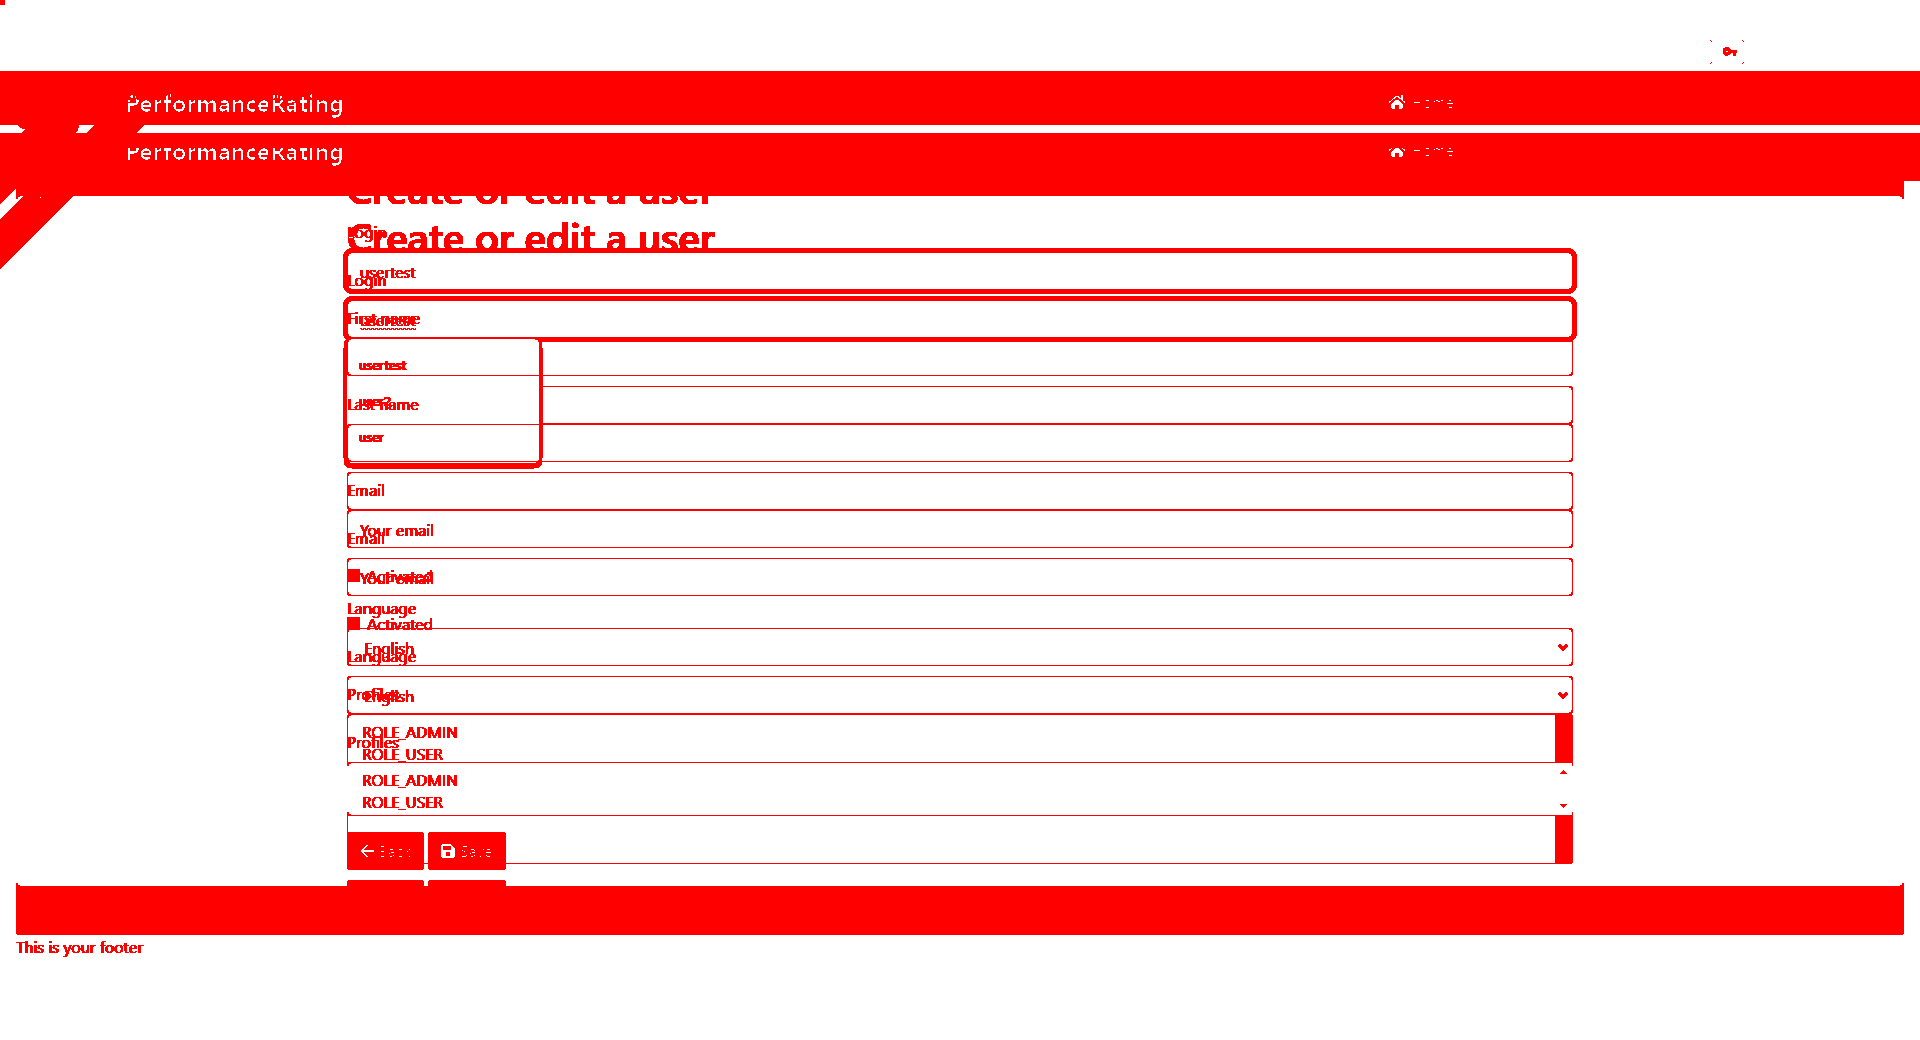 PerformanceRating Home
PerformanceRating Home
Create or edit a user
Create or edit a user
Login
usertest
Login
First name
usertest
usertest
user2
Last name
user
Email
Your email
Email
Activated
Your email
Language
Activated
English
Language
Profiles
English
ROLE_ADMIN
Profiles
ROLE_USER
ROLE_ADMIN
ROLE_USER
Back Save
This is your footer